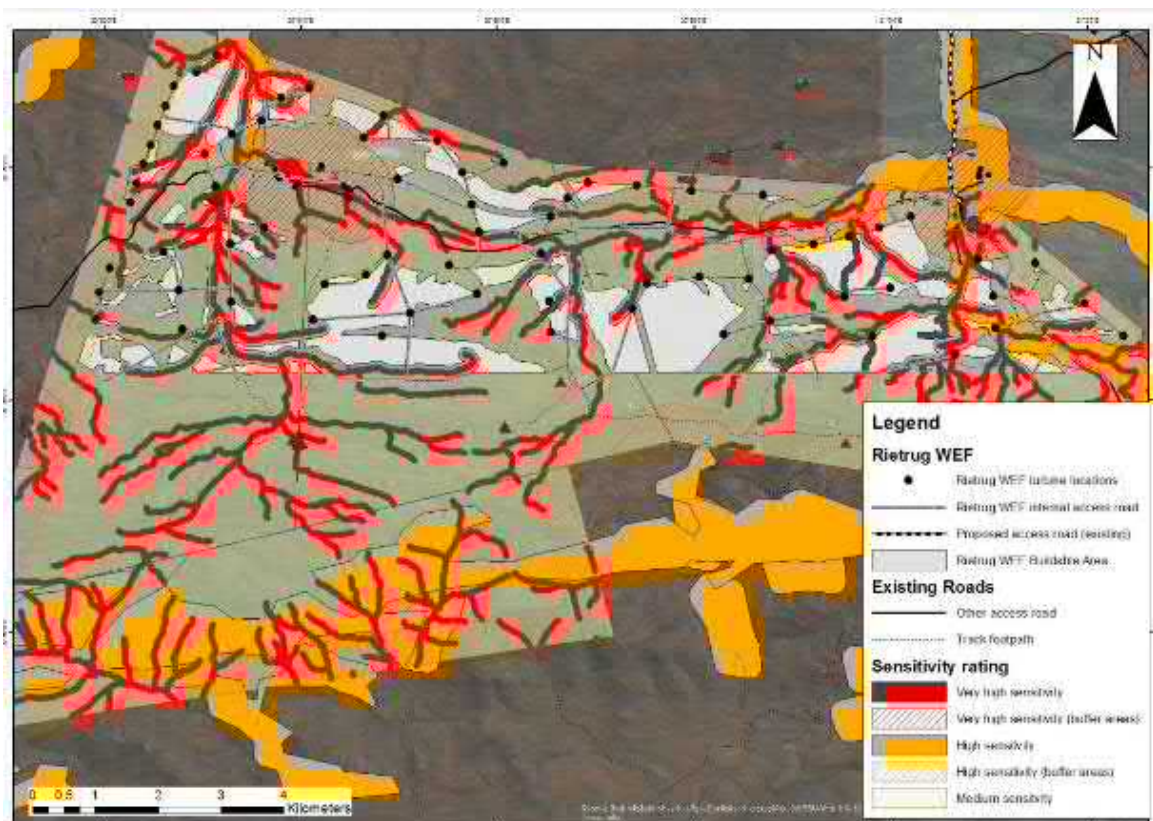 N
Legend
Rietrug WEF
Rietrug WEF turbine locations
Rietrug WEF internal access road
Proposed access road (existing)
Rietrug WEF Buildable Area
Existing Roads
Other access road
Track footpath
Sensitivity rating
Very high sensitivity
Very high sensitivity (buffer areas)
High sensitivity
High sensitivity (buffer areas)
Medium sensitivity
0 0.5 1 2 3 4
Kilometers